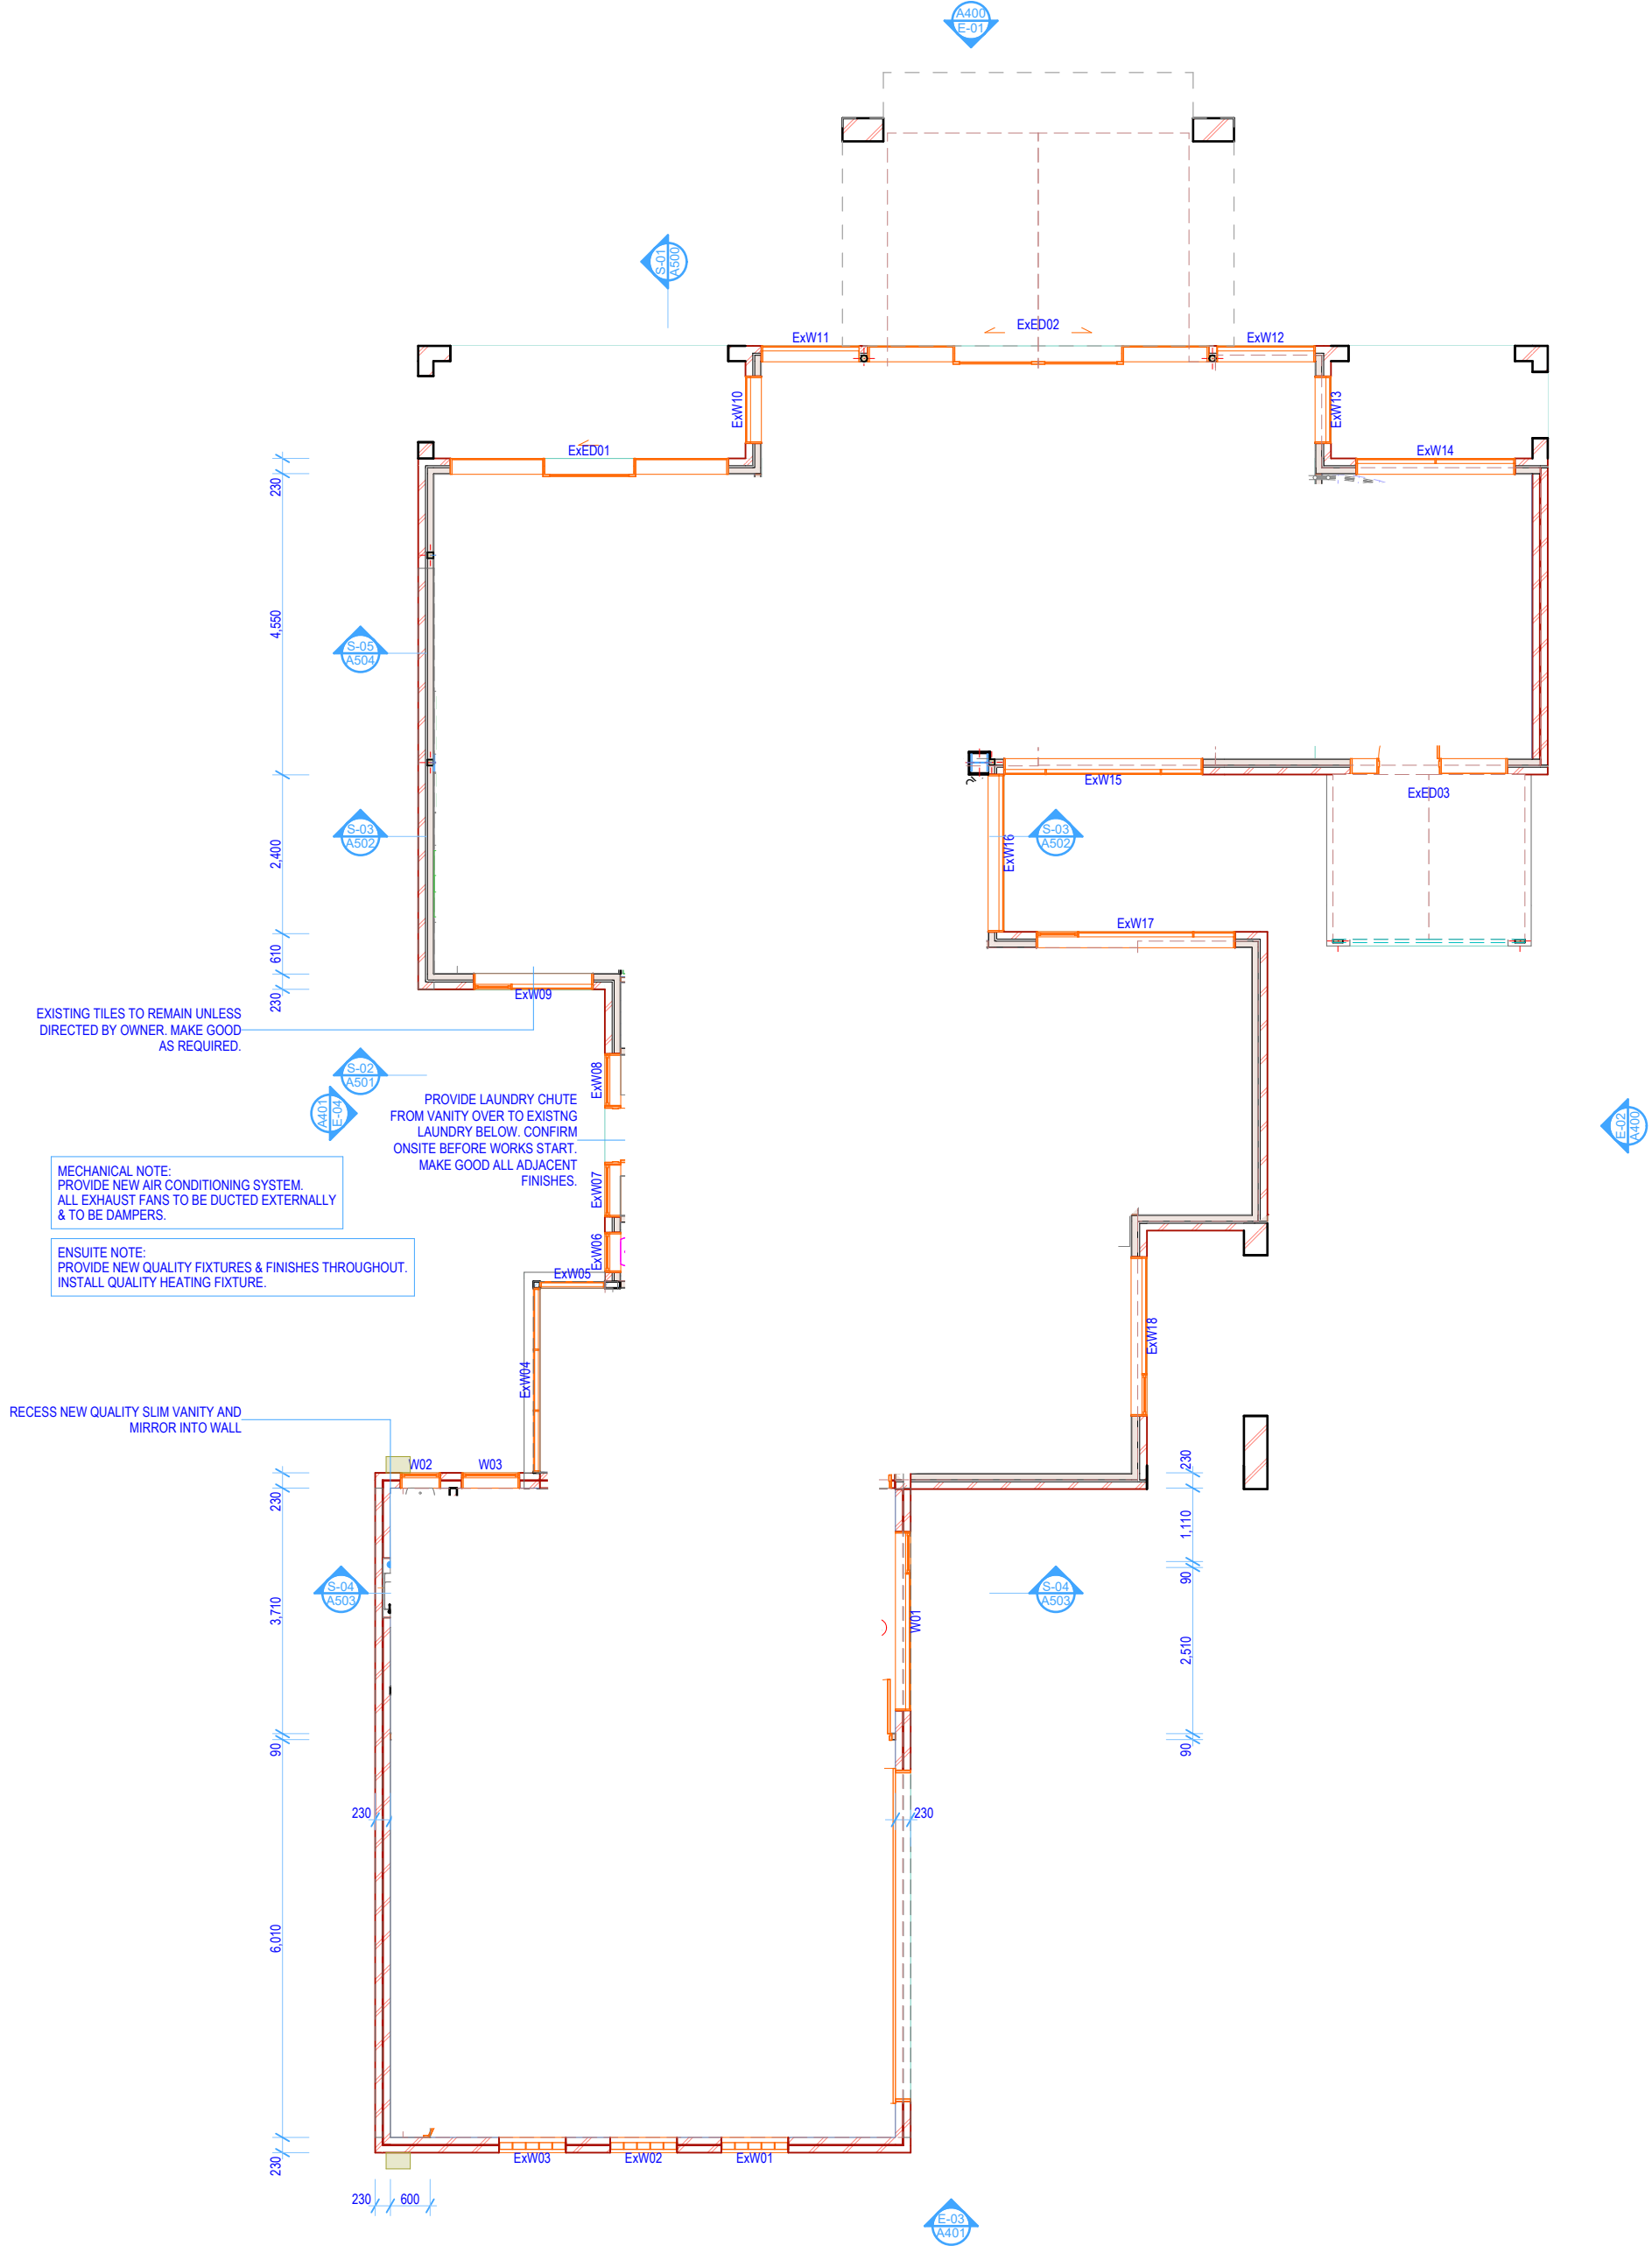 A400
E-01
S-01
A500
ExW11
ExED02
ExW12
ExW10
ExW13
ExED01
ExW14
230
4,550
S-05
A504
ExW15
ExED03
S-03
A502
2,400
ExW16
S-03
A502
ExW17
610
230
ExW09
EXISTING TILES TO REMAIN UNLESS
DIRECTED BY OWNER. MAKE GOOD
AS REQUIRED.
S-02
A501
A401
E-04
ExW08
PROVIDE LAUNDRY CHUTE
FROM VANITY OVER TO EXISTNG
LAUNDRY BELOW. CONFIRM
ONSITE BEFORE WORKS START.
MAKE GOOD ALL ADJACENT
FINISHES.
E-02
A400
MECHANICAL NOTE:
PROVIDE NEW AIR CONDITIONING SYSTEM.
ALL EXHAUST FANS TO BE DUCTED EXTERNALLY
& TO BE DAMPERS.
ExW07
ENSUITE NOTE:
PROVIDE NEW QUALITY FIXTURES & FINISHES THROUGHOUT.
INSTALL QUALITY HEATING FIXTURE.
ExW06
ExW05
ExW18
ExW04
RECESS NEW QUALITY SLIM VANITY AND
MIRROR INTO WALL
W02
W03
230
230
1,110
S-04
A503
90
S-04
A503
3,710
W01
2,510
90
90
230
230
6,010
230
ExW03
ExW02
ExW01
230
600
E-03
A401